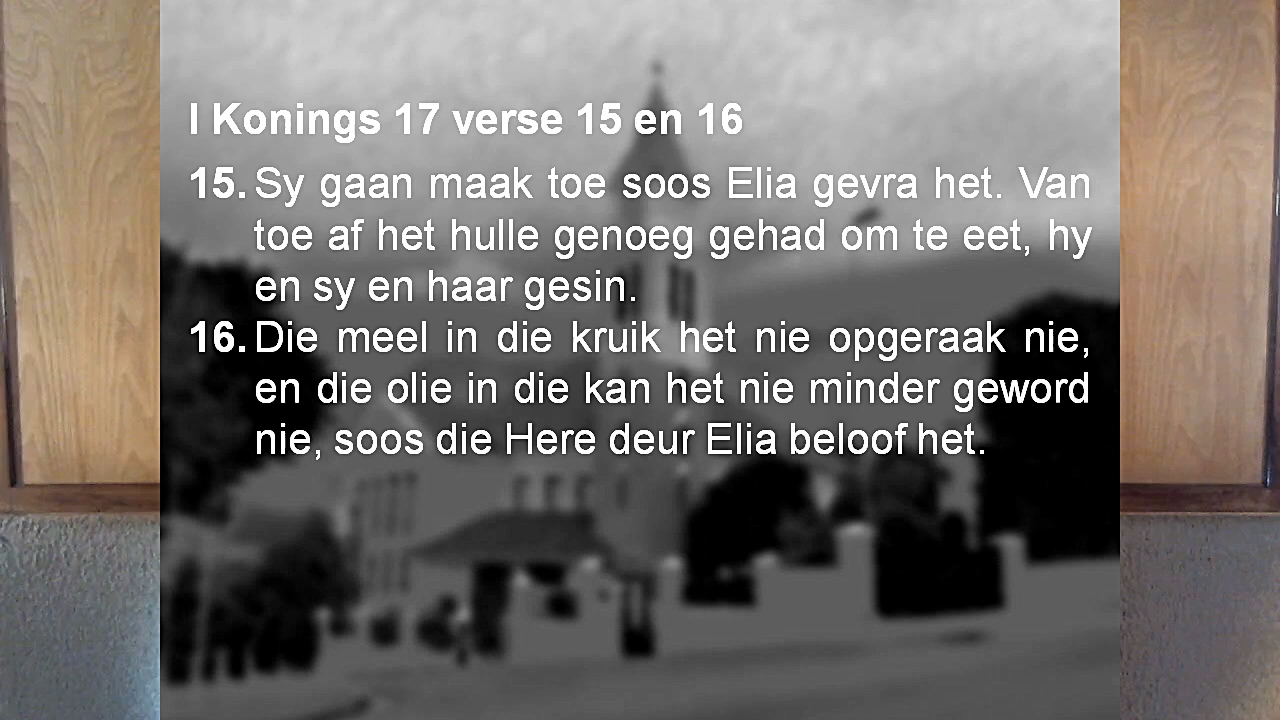 I Konings 17 verse 15 en 16
15. Sy gaan maak toe soos Elia gevra het. Van
toe af het hulle genoeg gehad om te eet, hy
en sy en haar gesin.
16. Die meel in die kruik het nie opgeraak nie,
en die olie in die kan het nie minder geword
nie, soos die Here deur Elia beloof het.